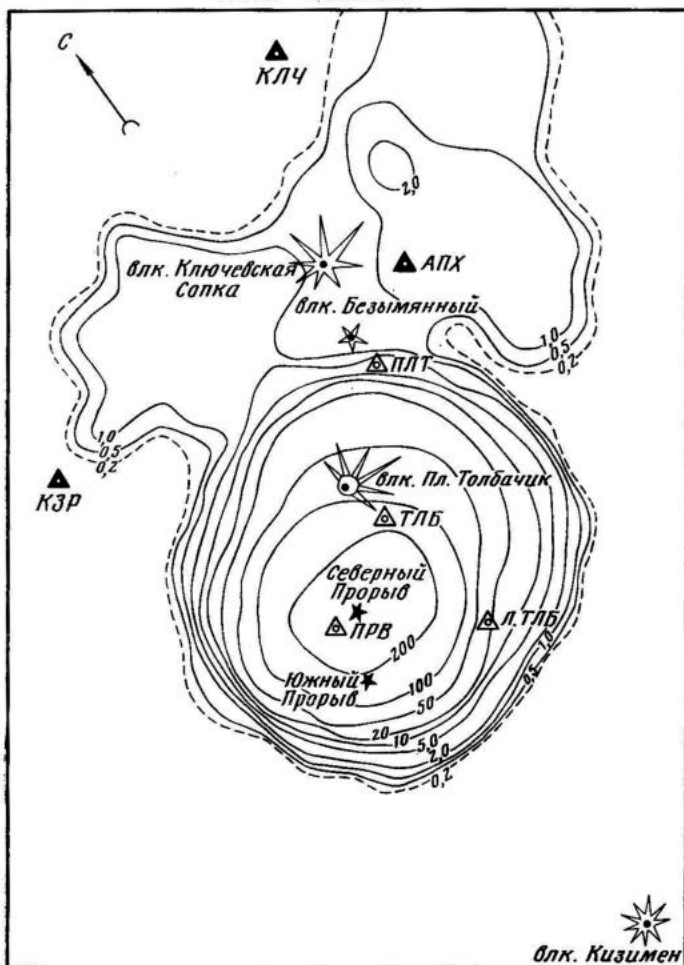 С
КЛЧ
2,0
влк. Ключевская
Сопка
АПХ
влк. Безымянный
1,0
0,5
0,2
ПЛТ
1,0
0,5
0,2
КЗР
влк. Пл. Толбачик
ТЛБ
Северный
Прорыв
ПРВ
Л.ТЛБ
200
1,0
0,5
Южный
Прорыв
100
50
20
10
5,0
2,0
0,2
влк. Кизимен